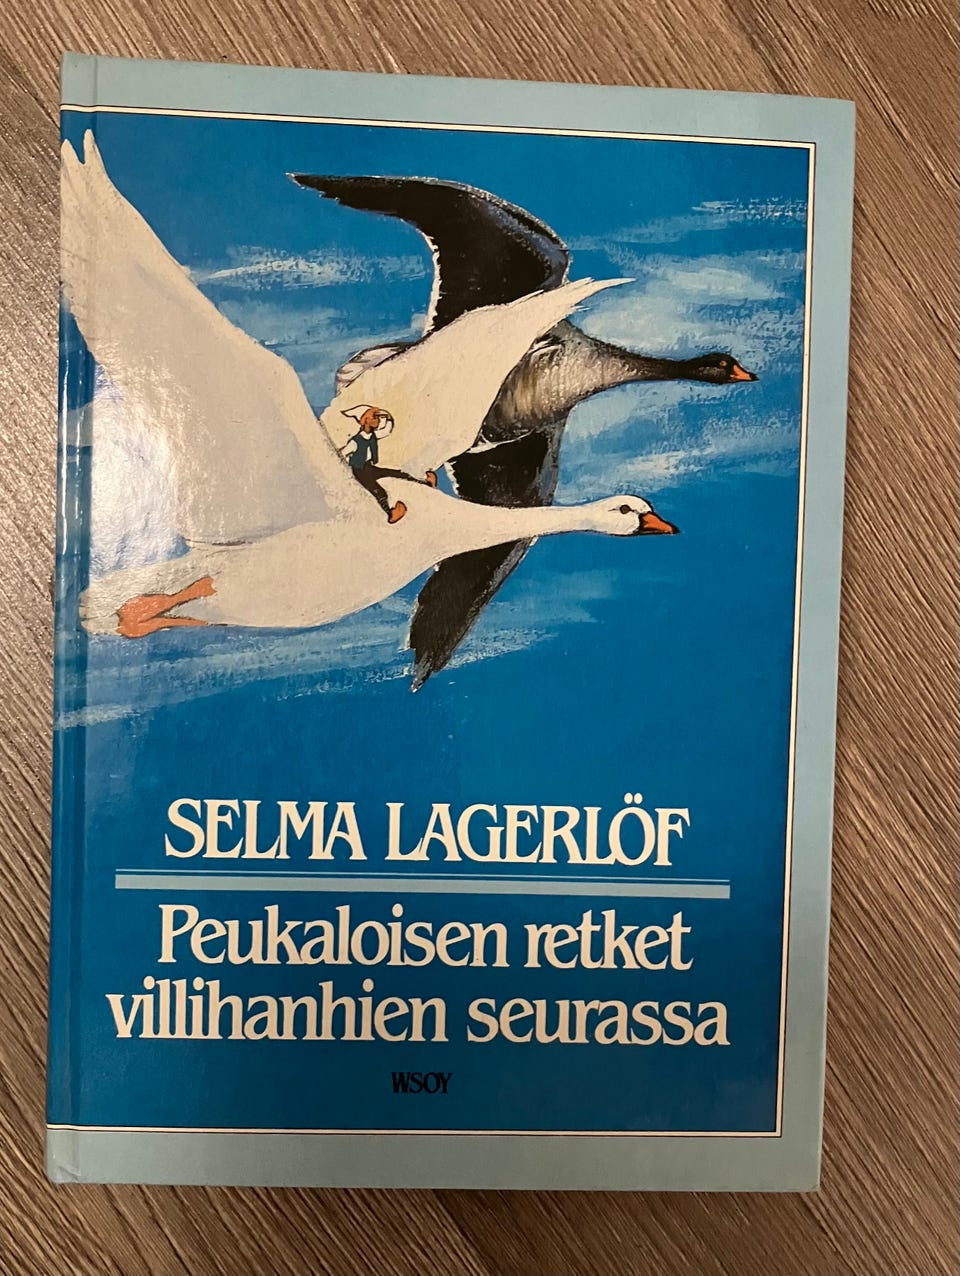 SELMA LAGERLÖF
Peukaloisen retket
villihanhien seurassa
WSOY